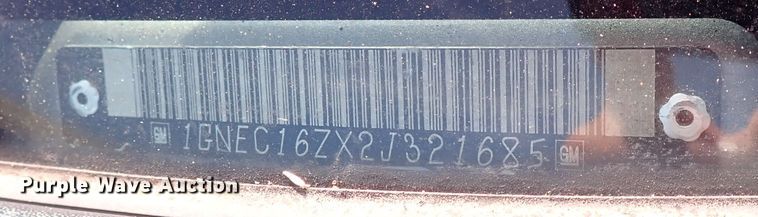 GM 1GNEC16ZX2J321685 GM
Purple Wave Auction